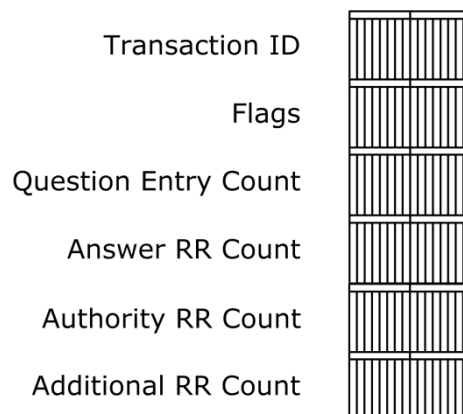 Transaction ID
Flags
Question Entry Count
Answer RR Count
Authority RR Count
Additional RR Count